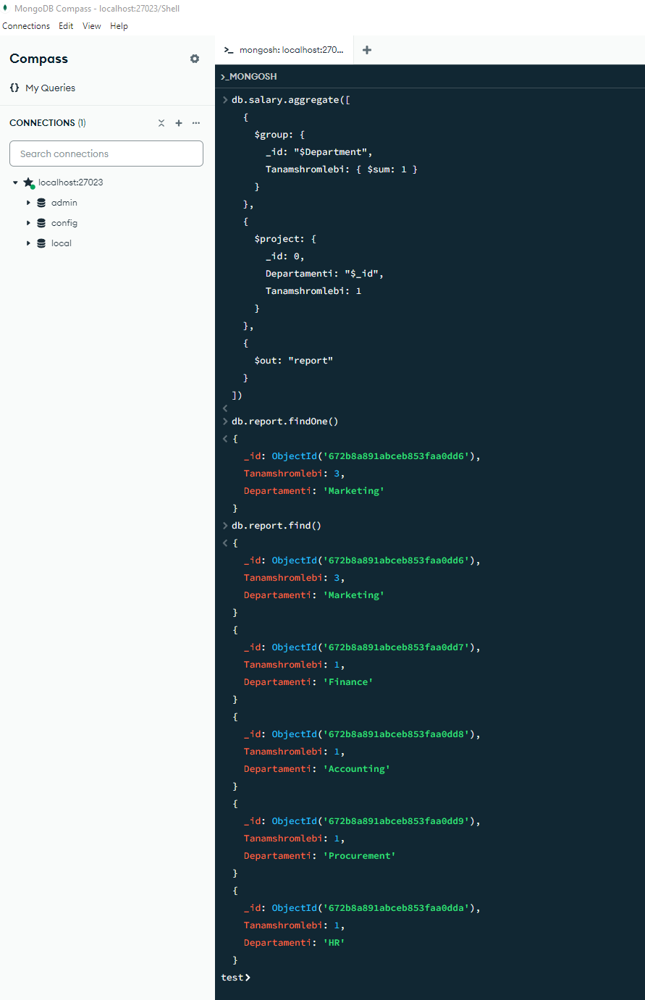 MongoDB Compass - localhost:27023/Shell
Connections Edit View Help
Compass
{} My Queries
CONNECTIONS (1)
Search connections
localhost:27023
admin
config
local
>_ mongosh: localhost:270...
>_MONGOSH
> db.salary.aggregate([
{
$group: {
_id: "$Department",
Tanamshromlebi: { $sum: 1 }
}
},
{
$project: {
_id: 0,
Departamenti: "$_id",
Tanamshromlebi: 1
}
},
{
$out: "report"
}
])
<
> db.report.findOne()
< {
_id: ObjectId('672b8a891abceb853faa0dd6'),
Tanamshromlebi: 3,
Departamenti: 'Marketing'
}
> db.report.find()
< {
_id: ObjectId('672b8a891abceb853faa0dd6'),
Tanamshromlebi: 3,
Departamenti: 'Marketing'
}
{
_id: ObjectId('672b8a891abceb853faa0dd7'),
Tanamshromlebi: 1,
Departamenti: 'Finance'
}
{
_id: ObjectId('672b8a891abceb853faa0dd8'),
Tanamshromlebi: 1,
Departamenti: 'Accounting'
}
{
_id: ObjectId('672b8a891abceb853faa0dd9'),
Tanamshromlebi: 1,
Departamenti: 'Procurement'
}
{
_id: ObjectId('672b8a891abceb853faa0dda'),
Tanamshromlebi: 1,
Departamenti: 'HR'
}
test>